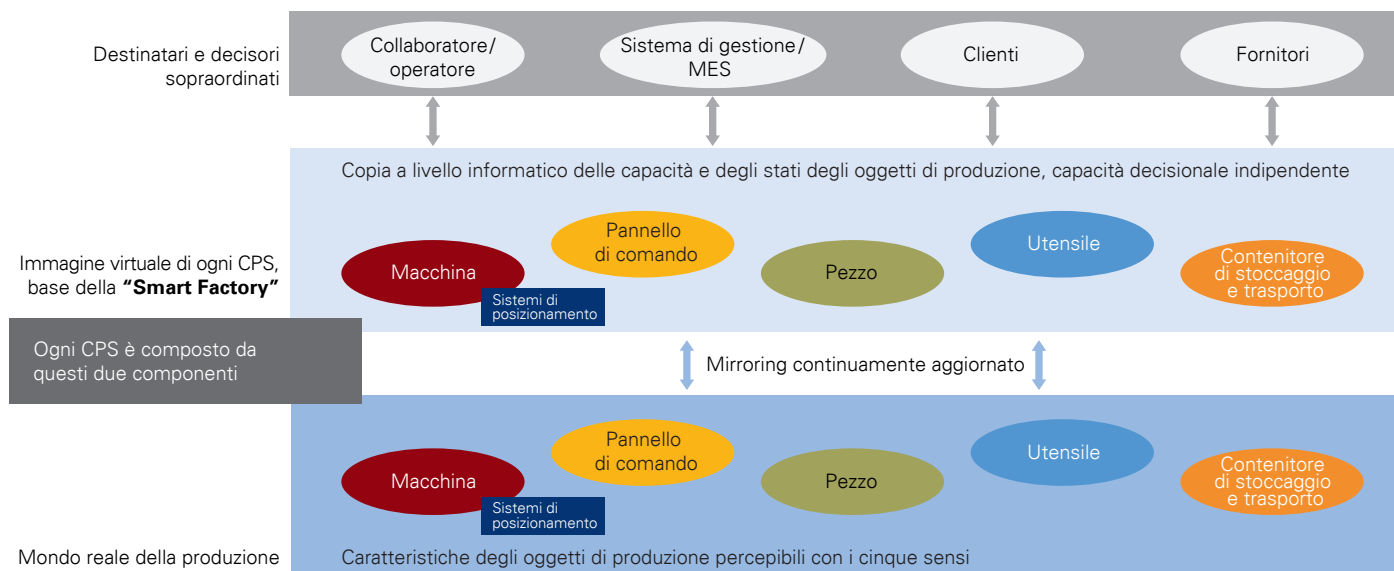 Destinatari e decisori
sopraordinati
Collaboratore/
operatore
Sistema di gestione/
MES
Clienti
Fornitori
Copia a livello informatico delle capacità e degli stati degli oggetti di produzione, capacità decisionale indipendente
Immagine virtuale di ogni CPS,
base della “Smart Factory”
Macchina
Sistemi di
posizionamento
Pannello
di comando
Pezzo
Utensile
Contenitore
di stoccaggio
e trasporto
Ogni CPS è composto da
questi due componenti
Mirroring continuamente aggiornato
Macchina
Sistemi di
posizionamento
Pannello
di comando
Pezzo
Utensile
Contenitore
di stoccaggio
e trasporto
Mondo reale della produzione
Caratteristiche degli oggetti di produzione percepibili con i cinque sensi